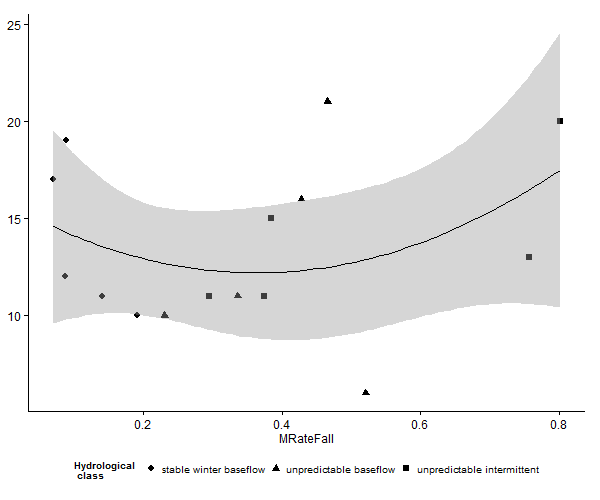 25
20
15
10
0.2 0.4 0.6 0.8
MRateFall
Hydrological
class
stable winter baseflow unpredictable baseflow unpredictable intermittent